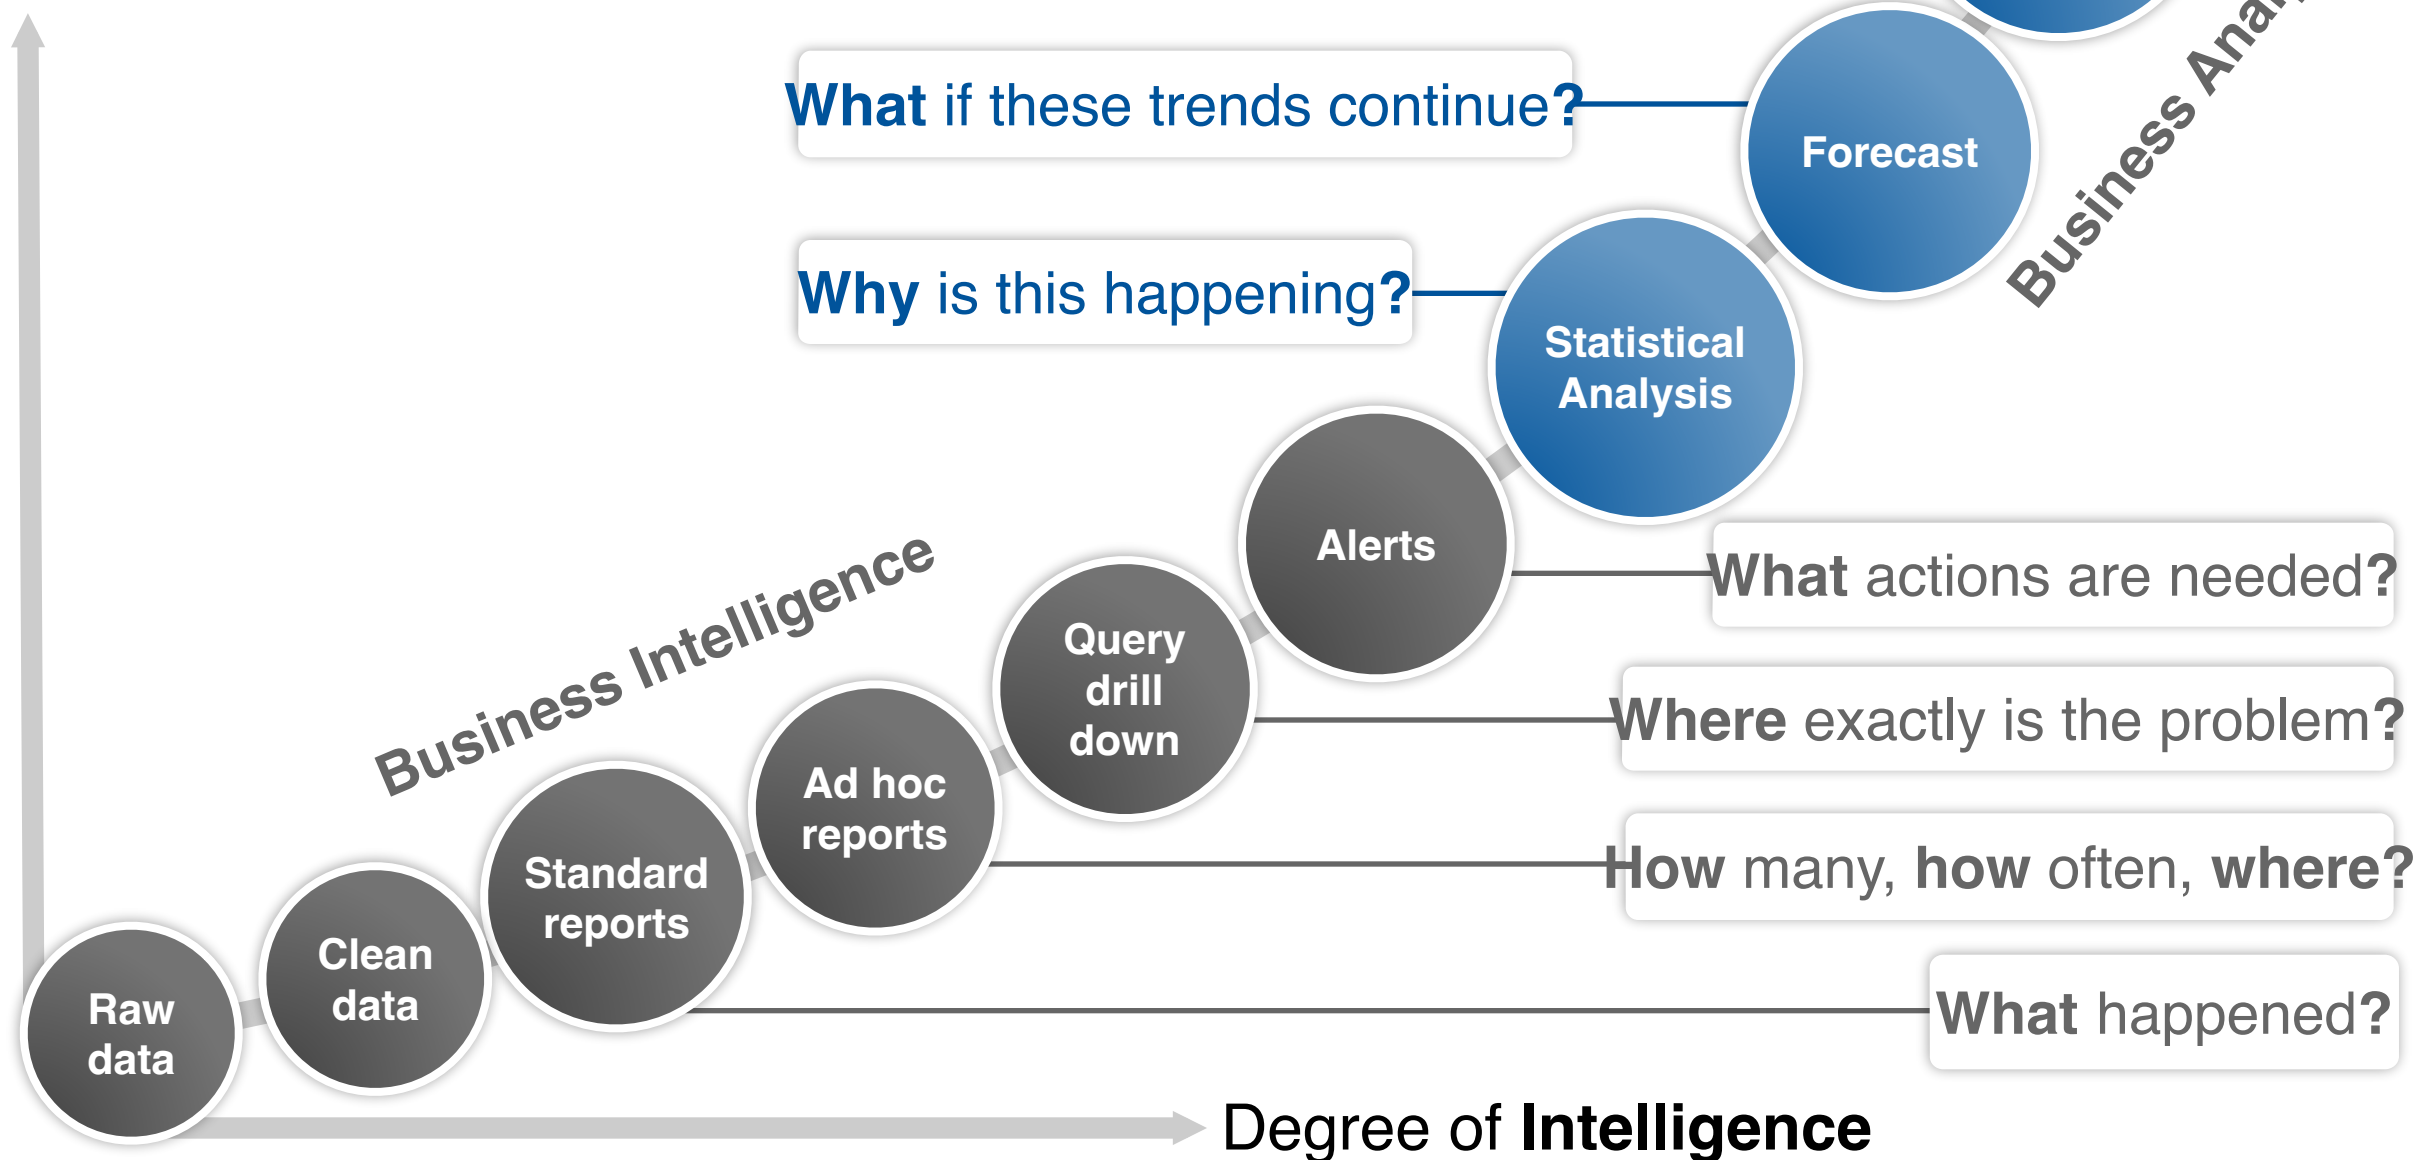 What if these trends continue?
Forecast
Business
Why is this happening?
Statistical
Analysis
Alerts
What actions are needed?
Business Intelligence
Query
drill
down
Where exactly is the problem?
Ad hoc
reports
How many, how often, where?
Standard
reports
Clean
data
What happened?
Raw
data
Degree of Intelligence